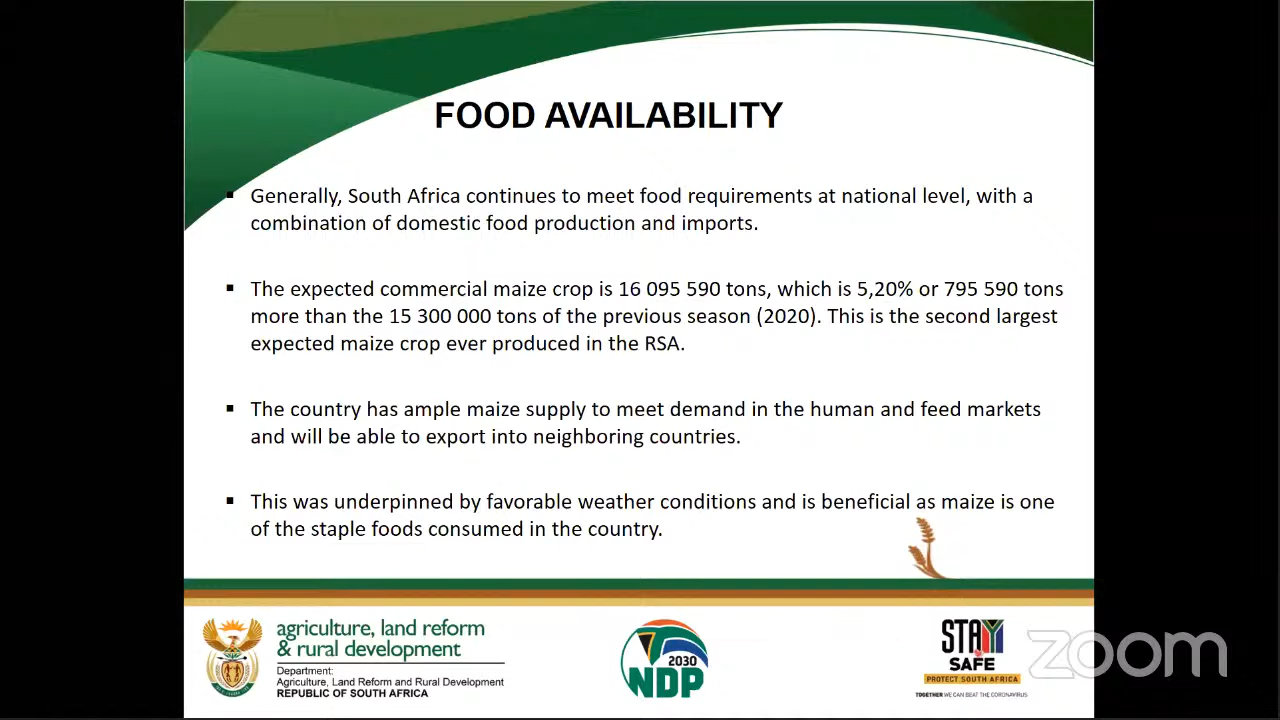 FOOD AVAILABILITY
▪ Generally, South Africa continues to meet food requirements at national level, with a
combination of domestic food production and imports.
▪ The expected commercial maize crop is 16 095 590 tons, which is 5,20% or 795 590 tons
more than the 15 300 000 tons of the previous season (2020). This is the second largest
expected maize crop ever produced in the RSA.
▪ The country has ample maize supply to meet demand in the human and feed markets
and will be able to export into neighboring countries.
▪ This was underpinned by favorable weather conditions and is beneficial as maize is one
of the staple foods consumed in the country.
agriculture, land reform
& rural development
Department:
Agriculture, Land Reform and Rural Development
REPUBLIC OF SOUTH AFRICA
2030
NDP
STAY
SAFE
PROTECT SOUTH AFRICA
TOGETHER WE CAN BEAT THE CORONAVIRUS
zoom